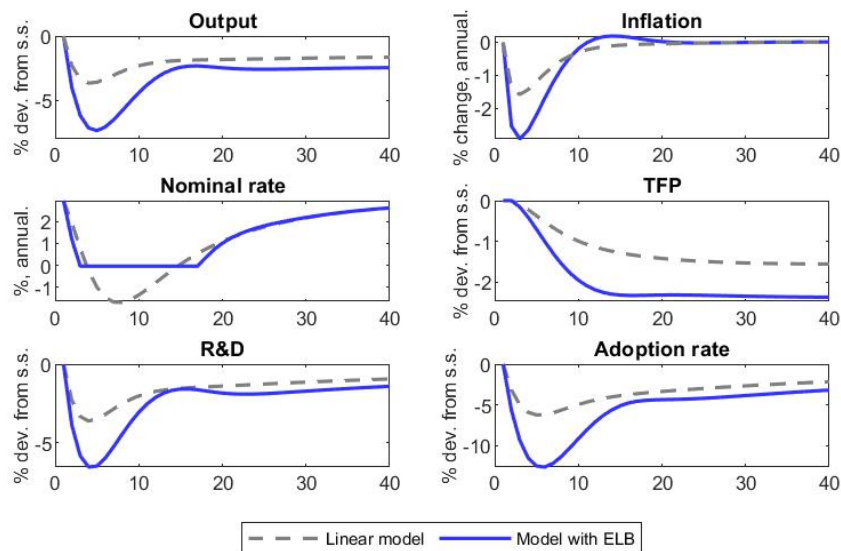 Output
% dev. from s.s.
0
-5
0 10 20 30 40
Inflation
% change, annual.
0
-1
-2
0 10 20 30 40
Nominal rate
%, annual.
2
1
0
-1
0 10 20 30 40
TFP
% dev. from s.s.
0
-1
-2
0 10 20 30 40
R&D
% dev. from s.s.
0
-5
0 10 20 30 40
Adoption rate
% dev. from s.s.
0
-5
-10
0 10 20 30 40
Linear model
Model with ELB